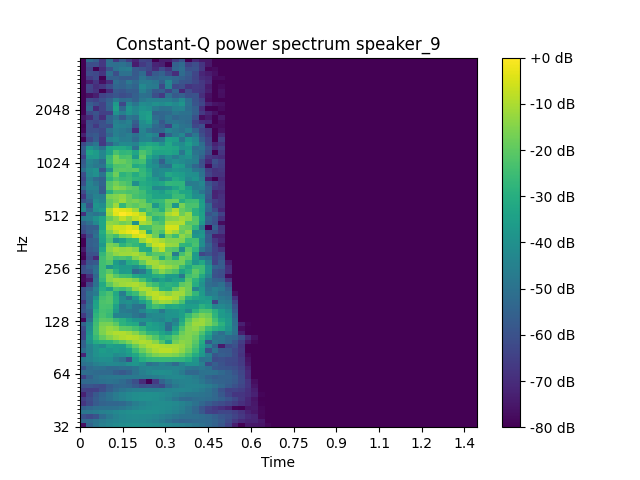 Constant-Q power spectrum speaker_9
+0 dB
-10 dB
-20 dB
-30 dB
-40 dB
-50 dB
-60 dB
-70 dB
-80 dB
Hz
2048
1024
512
256
128
64
32
0 0.15 0.3 0.45 0.6 0.75 0.9 1.1 1.2 1.4
Time